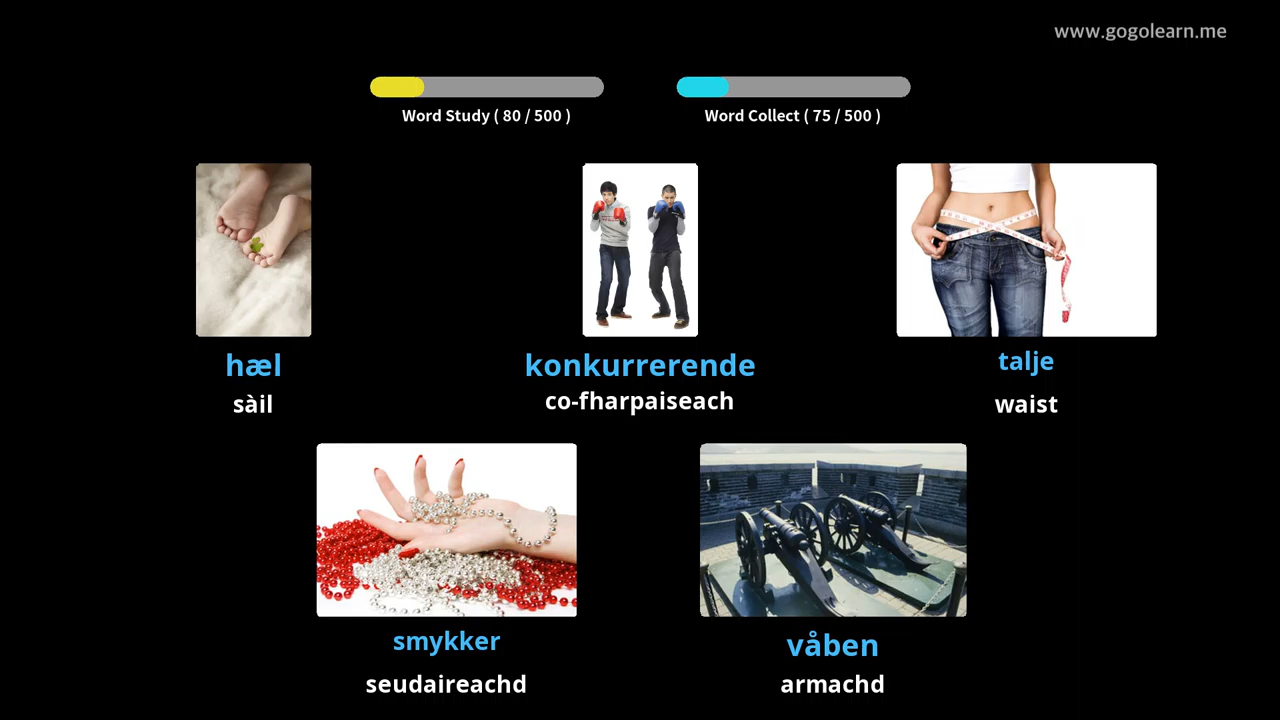 www.gogolearn.me
Word Study ( 80 / 500 )
Word Collect ( 75 / 500 )
hæl
sàil
konkurrerende
co-fharpaiseach
talje
waist
smykker
seudaireachd
våben
armachd